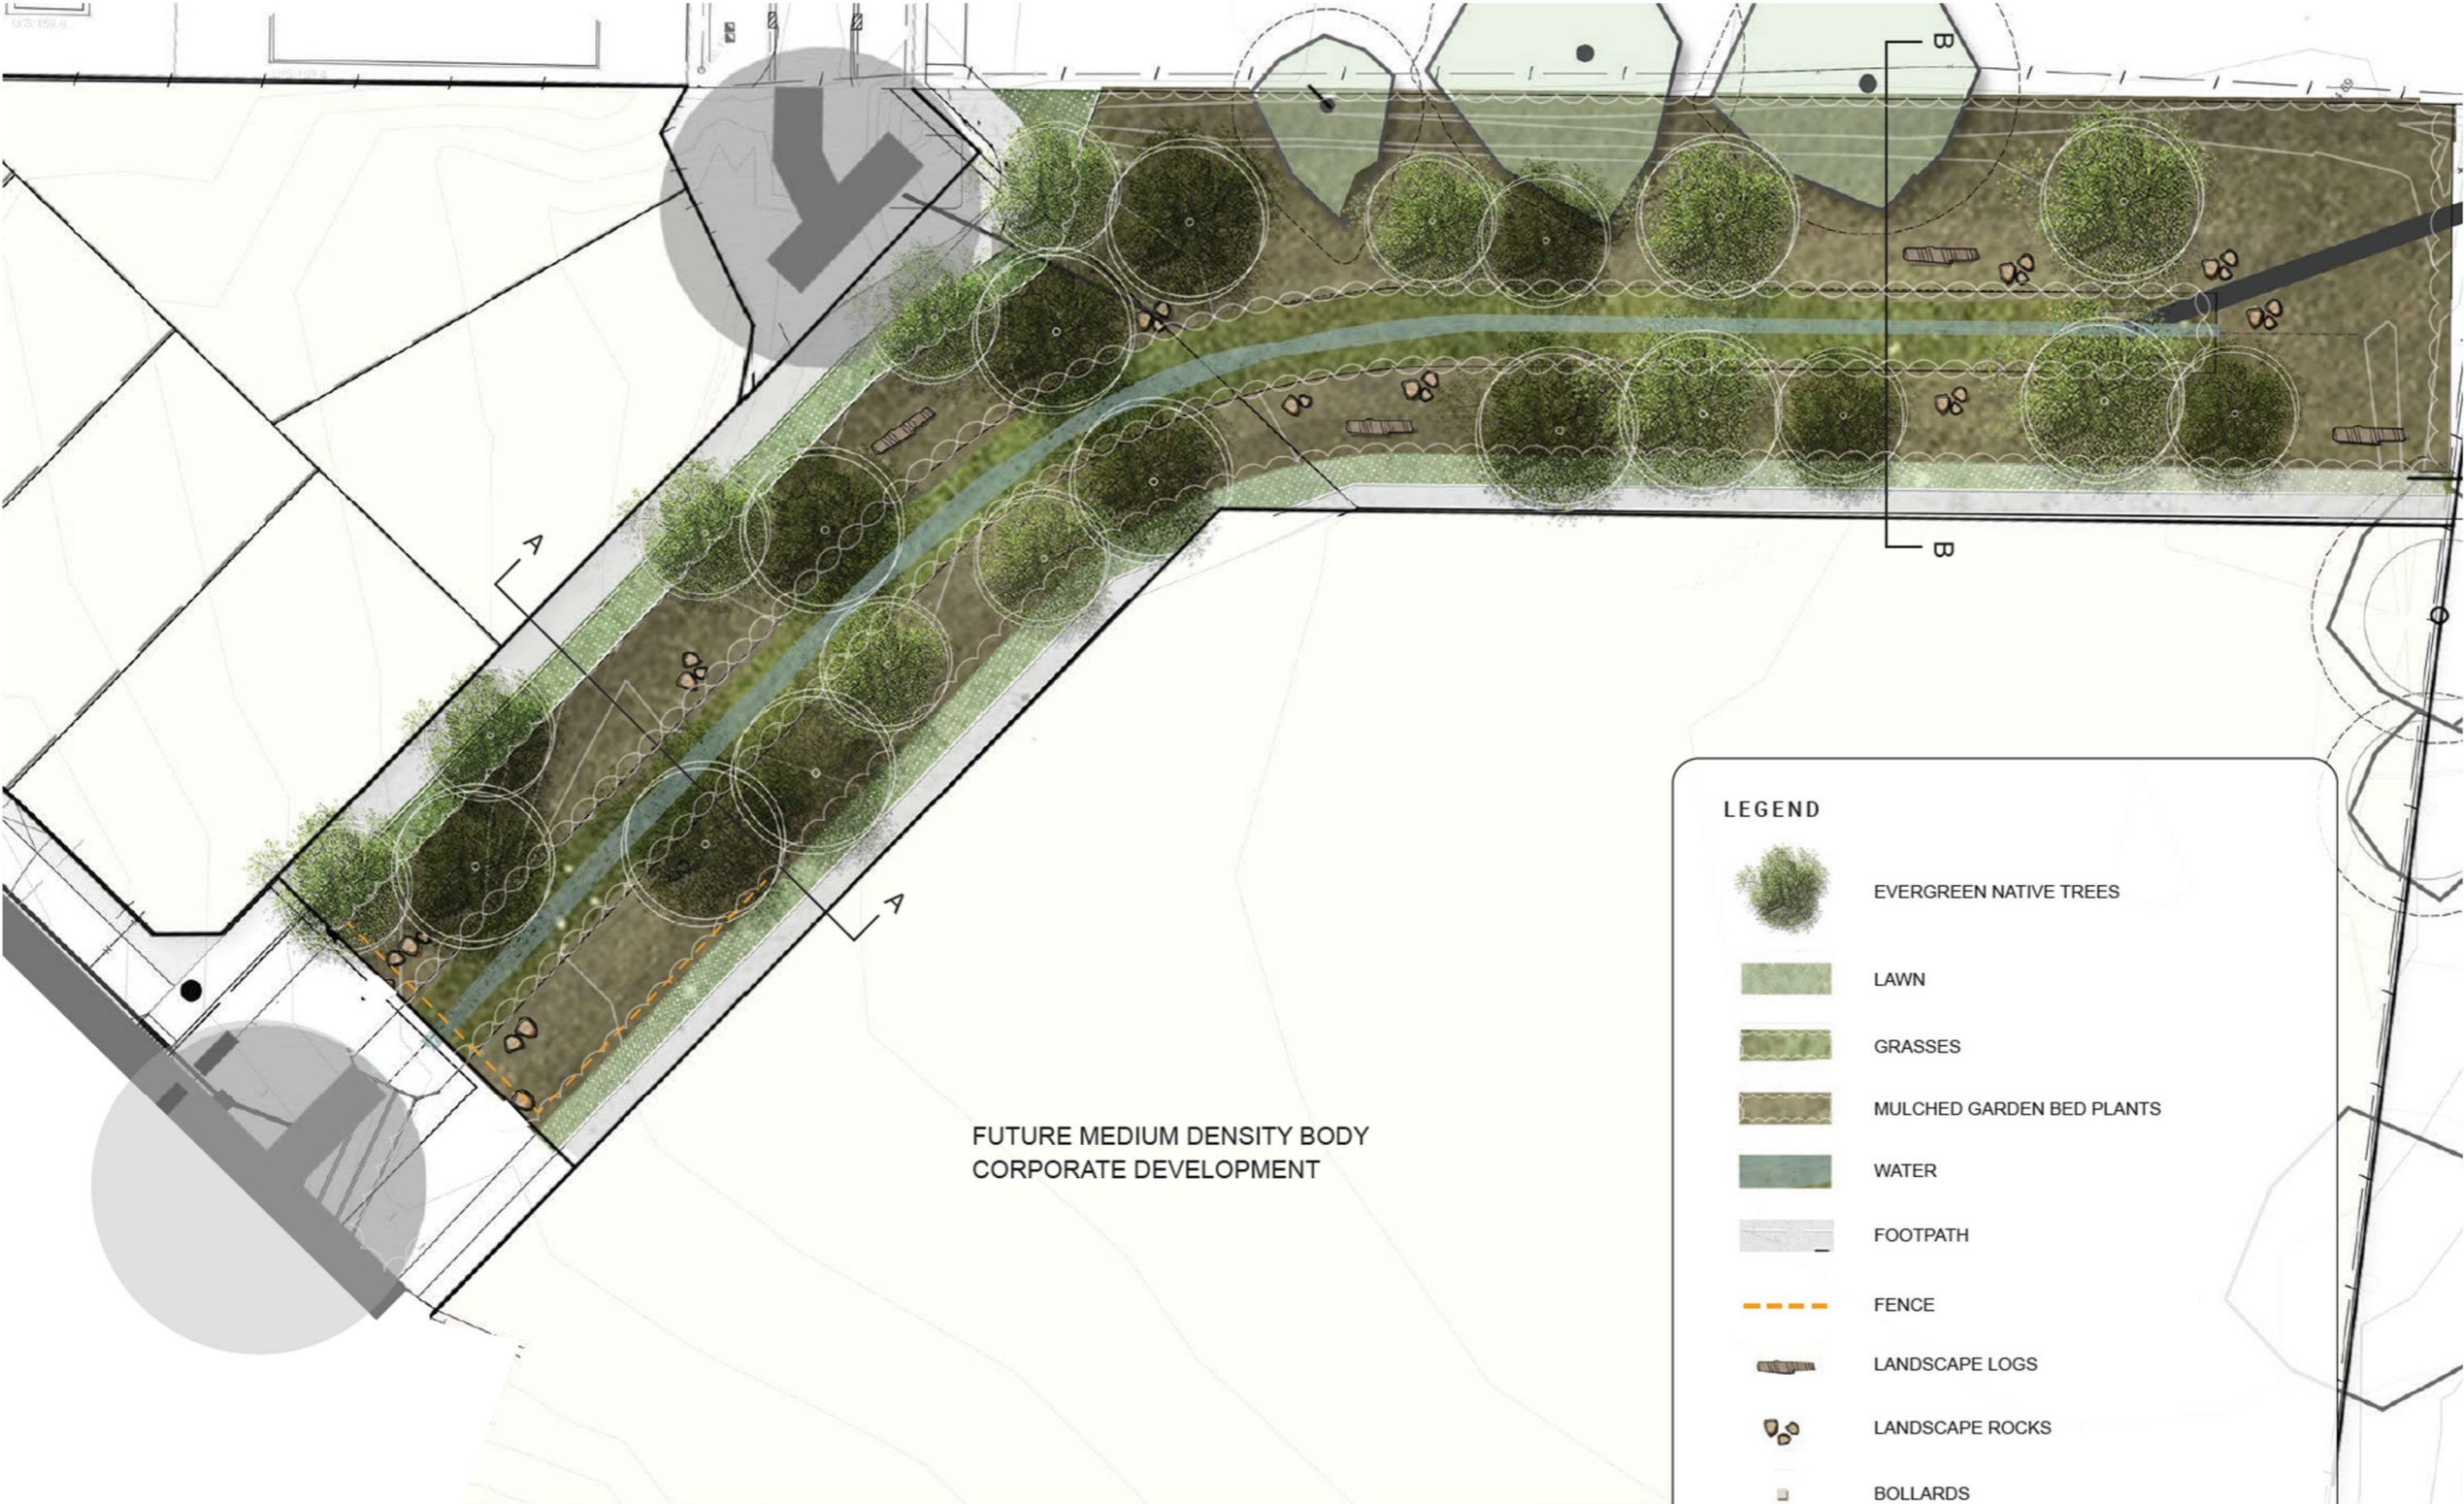 B
B
A
A
LEGEND
EVERGREEN NATIVE TREES
LAWN
GRASSES
MULCHED GARDEN BED PLANTS
WATER
FOOTPATH
FENCE
LANDSCAPE LOGS
LANDSCAPE ROCKS
BOLLARDS
FUTURE MEDIUM DENSITY BODY
CORPORATE DEVELOPMENT